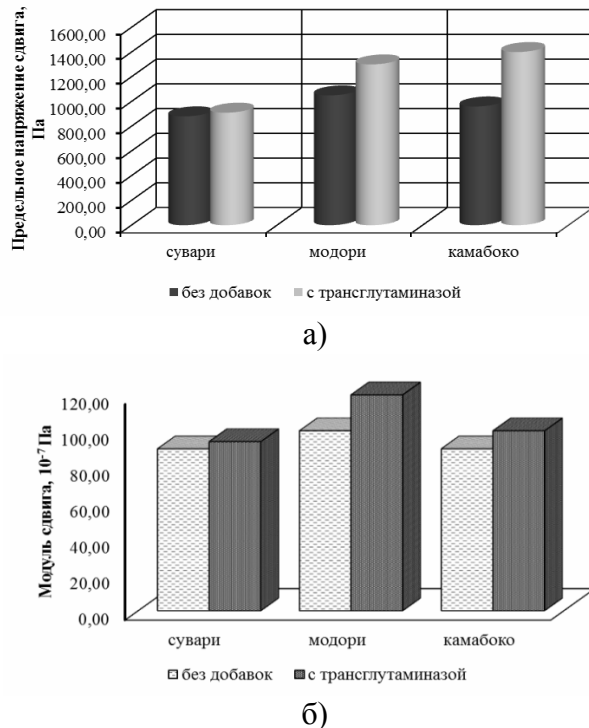 Предельное напряжение сдвига, Па
1600,00
1400,00
1200,00
1000,00
800,00
600,00
400,00
200,00
0,00
сувари модори камабоко
без добавок с трансглутаминазой
а)
Модуль сдвига, 10⁻⁷ Па
120,00
100,00
80,00
60,00
40,00
20,00
0,00
сувари модори камабоко
без добавок с трансглутаминазой
б)